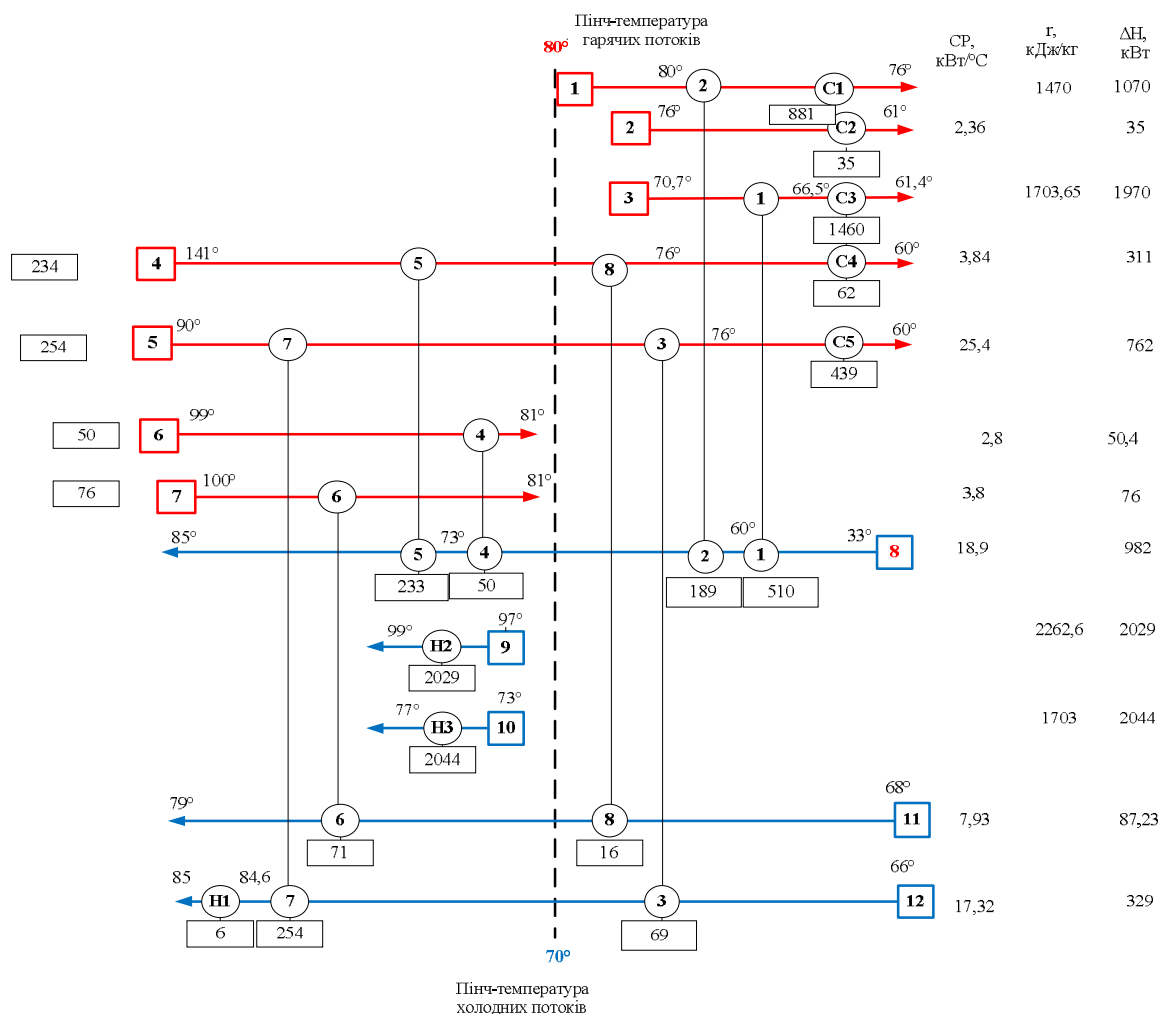 Пінч-температура
гарячих потоків
80°
СР,
кВт/°С
r,
кДж/кг
ΔH,
кВт
1 80° 2 C1 76° 1470 1070
881
2 76° C2 61° 2,36 35
35
3 70,7° 1 66,5° C3 61,4° 1703,65 1970
1460
234 4 141° 5 8 76° C4 60° 3,84 311
62
254 5 90° 7 3 76° C5 60° 25,4 762
439
50 6 99° 4 81° 2,8 50,4
76 7 100° 6 81° 3,8 76
85° 5 73° 4 2 60° 1 33° 8 18,9 982
233 50 189 510
99° H2 97° 9 2262,6 2029
2029
77° H3 73° 10 1703 2044
2044
79° 6 8 68° 11 7,93 87,23
71 16
85 H1 84,6 7 3 66° 12 17,32 329
6 254 69
70°
Пінч-температура
холодних потоків